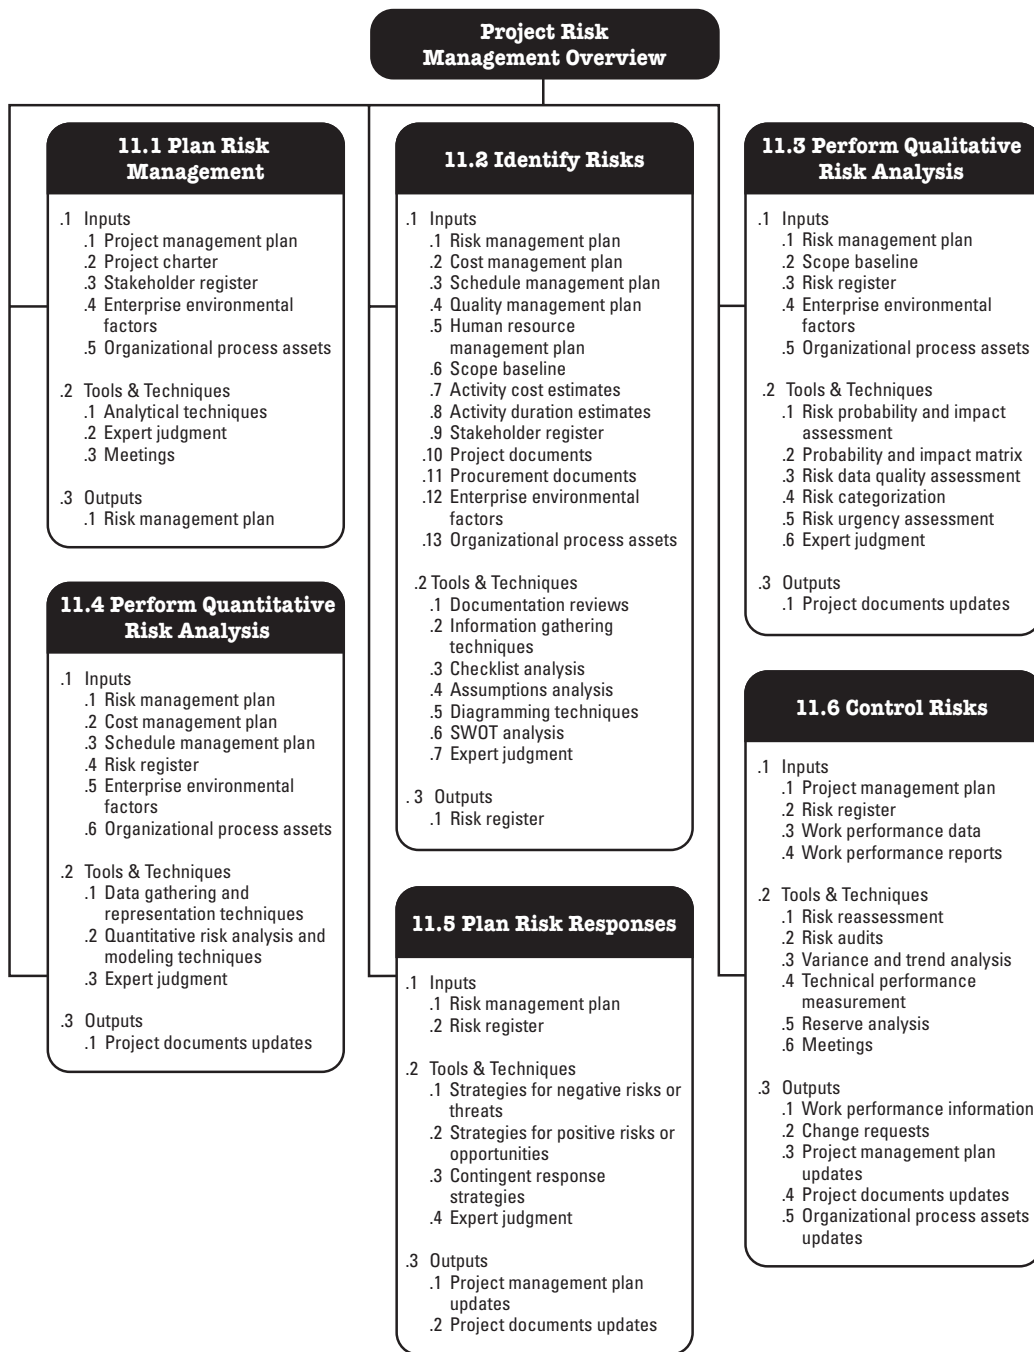 Project Risk
Management Overview
11.1 Plan Risk
Management
.1 Inputs
.1 Project management plan
.2 Project charter
.3 Stakeholder register
.4 Enterprise environmental
factors
.5 Organizational process assets
.2 Tools & Techniques
.1 Analytical techniques
.2 Expert judgment
.3 Meetings
.3 Outputs
.1 Risk management plan
11.2 Identify Risks
.1 Inputs
.1 Risk management plan
.2 Cost management plan
.3 Schedule management plan
.4 Quality management plan
.5 Human resource
management plan
.6 Scope baseline
.7 Activity cost estimates
.8 Activity duration estimates
.9 Stakeholder register
.10 Project documents
.11 Procurement documents
.12 Enterprise environmental
factors
.13 Organizational process assets
.2 Tools & Techniques
.1 Documentation reviews
.2 Information gathering
techniques
.3 Checklist analysis
.4 Assumptions analysis
.5 Diagramming techniques
.6 SWOT analysis
.7 Expert judgment
. 3 Outputs
.1 Risk register
11.3 Perform Qualitative
Risk Analysis
.1 Inputs
.1 Risk management plan
.2 Scope baseline
.3 Risk register
.4 Enterprise environmental
factors
.5 Organizational process assets
.2 Tools & Techniques
.1 Risk probability and impact
assessment
.2 Probability and impact matrix
.3 Risk data quality assessment
.4 Risk categorization
.5 Risk urgency assessment
.6 Expert judgment
.3 Outputs
.1 Project documents updates
11.4 Perform Quantitative
Risk Analysis
.1 Inputs
.1 Risk management plan
.2 Cost management plan
.3 Schedule management plan
.4 Risk register
.5 Enterprise environmental
factors
.6 Organizational process assets
.2 Tools & Techniques
.1 Data gathering and
representation techniques
.2 Quantitative risk analysis and
modeling techniques
.3 Expert judgment
.3 Outputs
.1 Project documents updates
11.5 Plan Risk Responses
.1 Inputs
.1 Risk management plan
.2 Risk register
.2 Tools & Techniques
.1 Strategies for negative risks or
threats
.2 Strategies for positive risks or
opportunities
.3 Contingent response
strategies
.4 Expert judgment
.3 Outputs
.1 Project management plan
updates
.2 Project documents updates
11.6 Control Risks
.1 Inputs
.1 Project management plan
.2 Risk register
.3 Work performance data
.4 Work performance reports
.2 Tools & Techniques
.1 Risk reassessment
.2 Risk audits
.3 Variance and trend analysis
.4 Technical performance
measurement
.5 Reserve analysis
.6 Meetings
.3 Outputs
.1 Work performance information
.2 Change requests
.3 Project management plan
updates
.4 Project documents updates
.5 Organizational process assets
updates